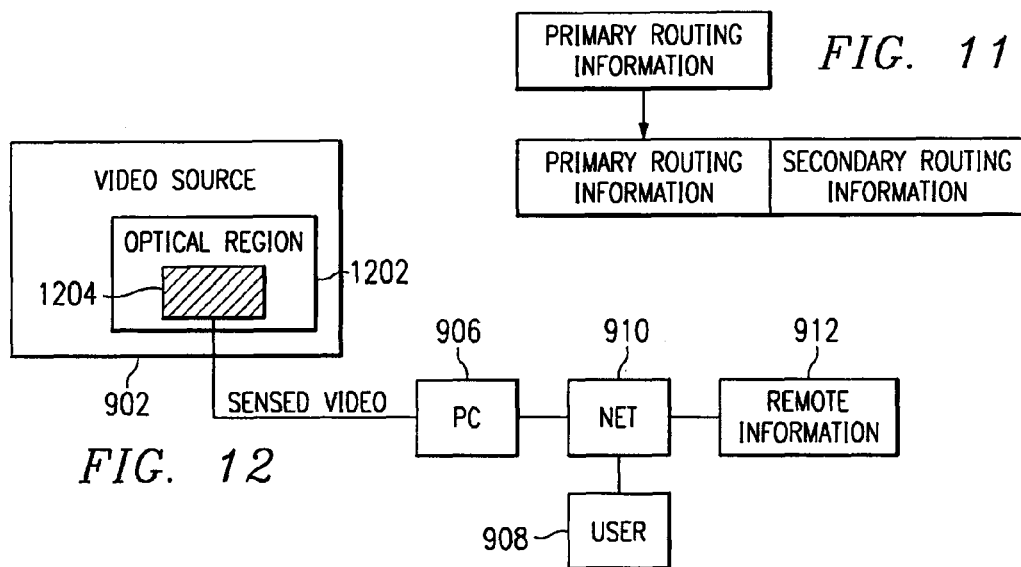 PRIMARY ROUTING
INFORMATION
FIG. 11
PRIMARY ROUTING
INFORMATION
SECONDARY ROUTING
INFORMATION
VIDEO SOURCE
OPTICAL REGION
1204
1202
902
SENSED VIDEO
906
PC
910
NET
912
REMOTE
INFORMATION
908
USER
FIG. 12